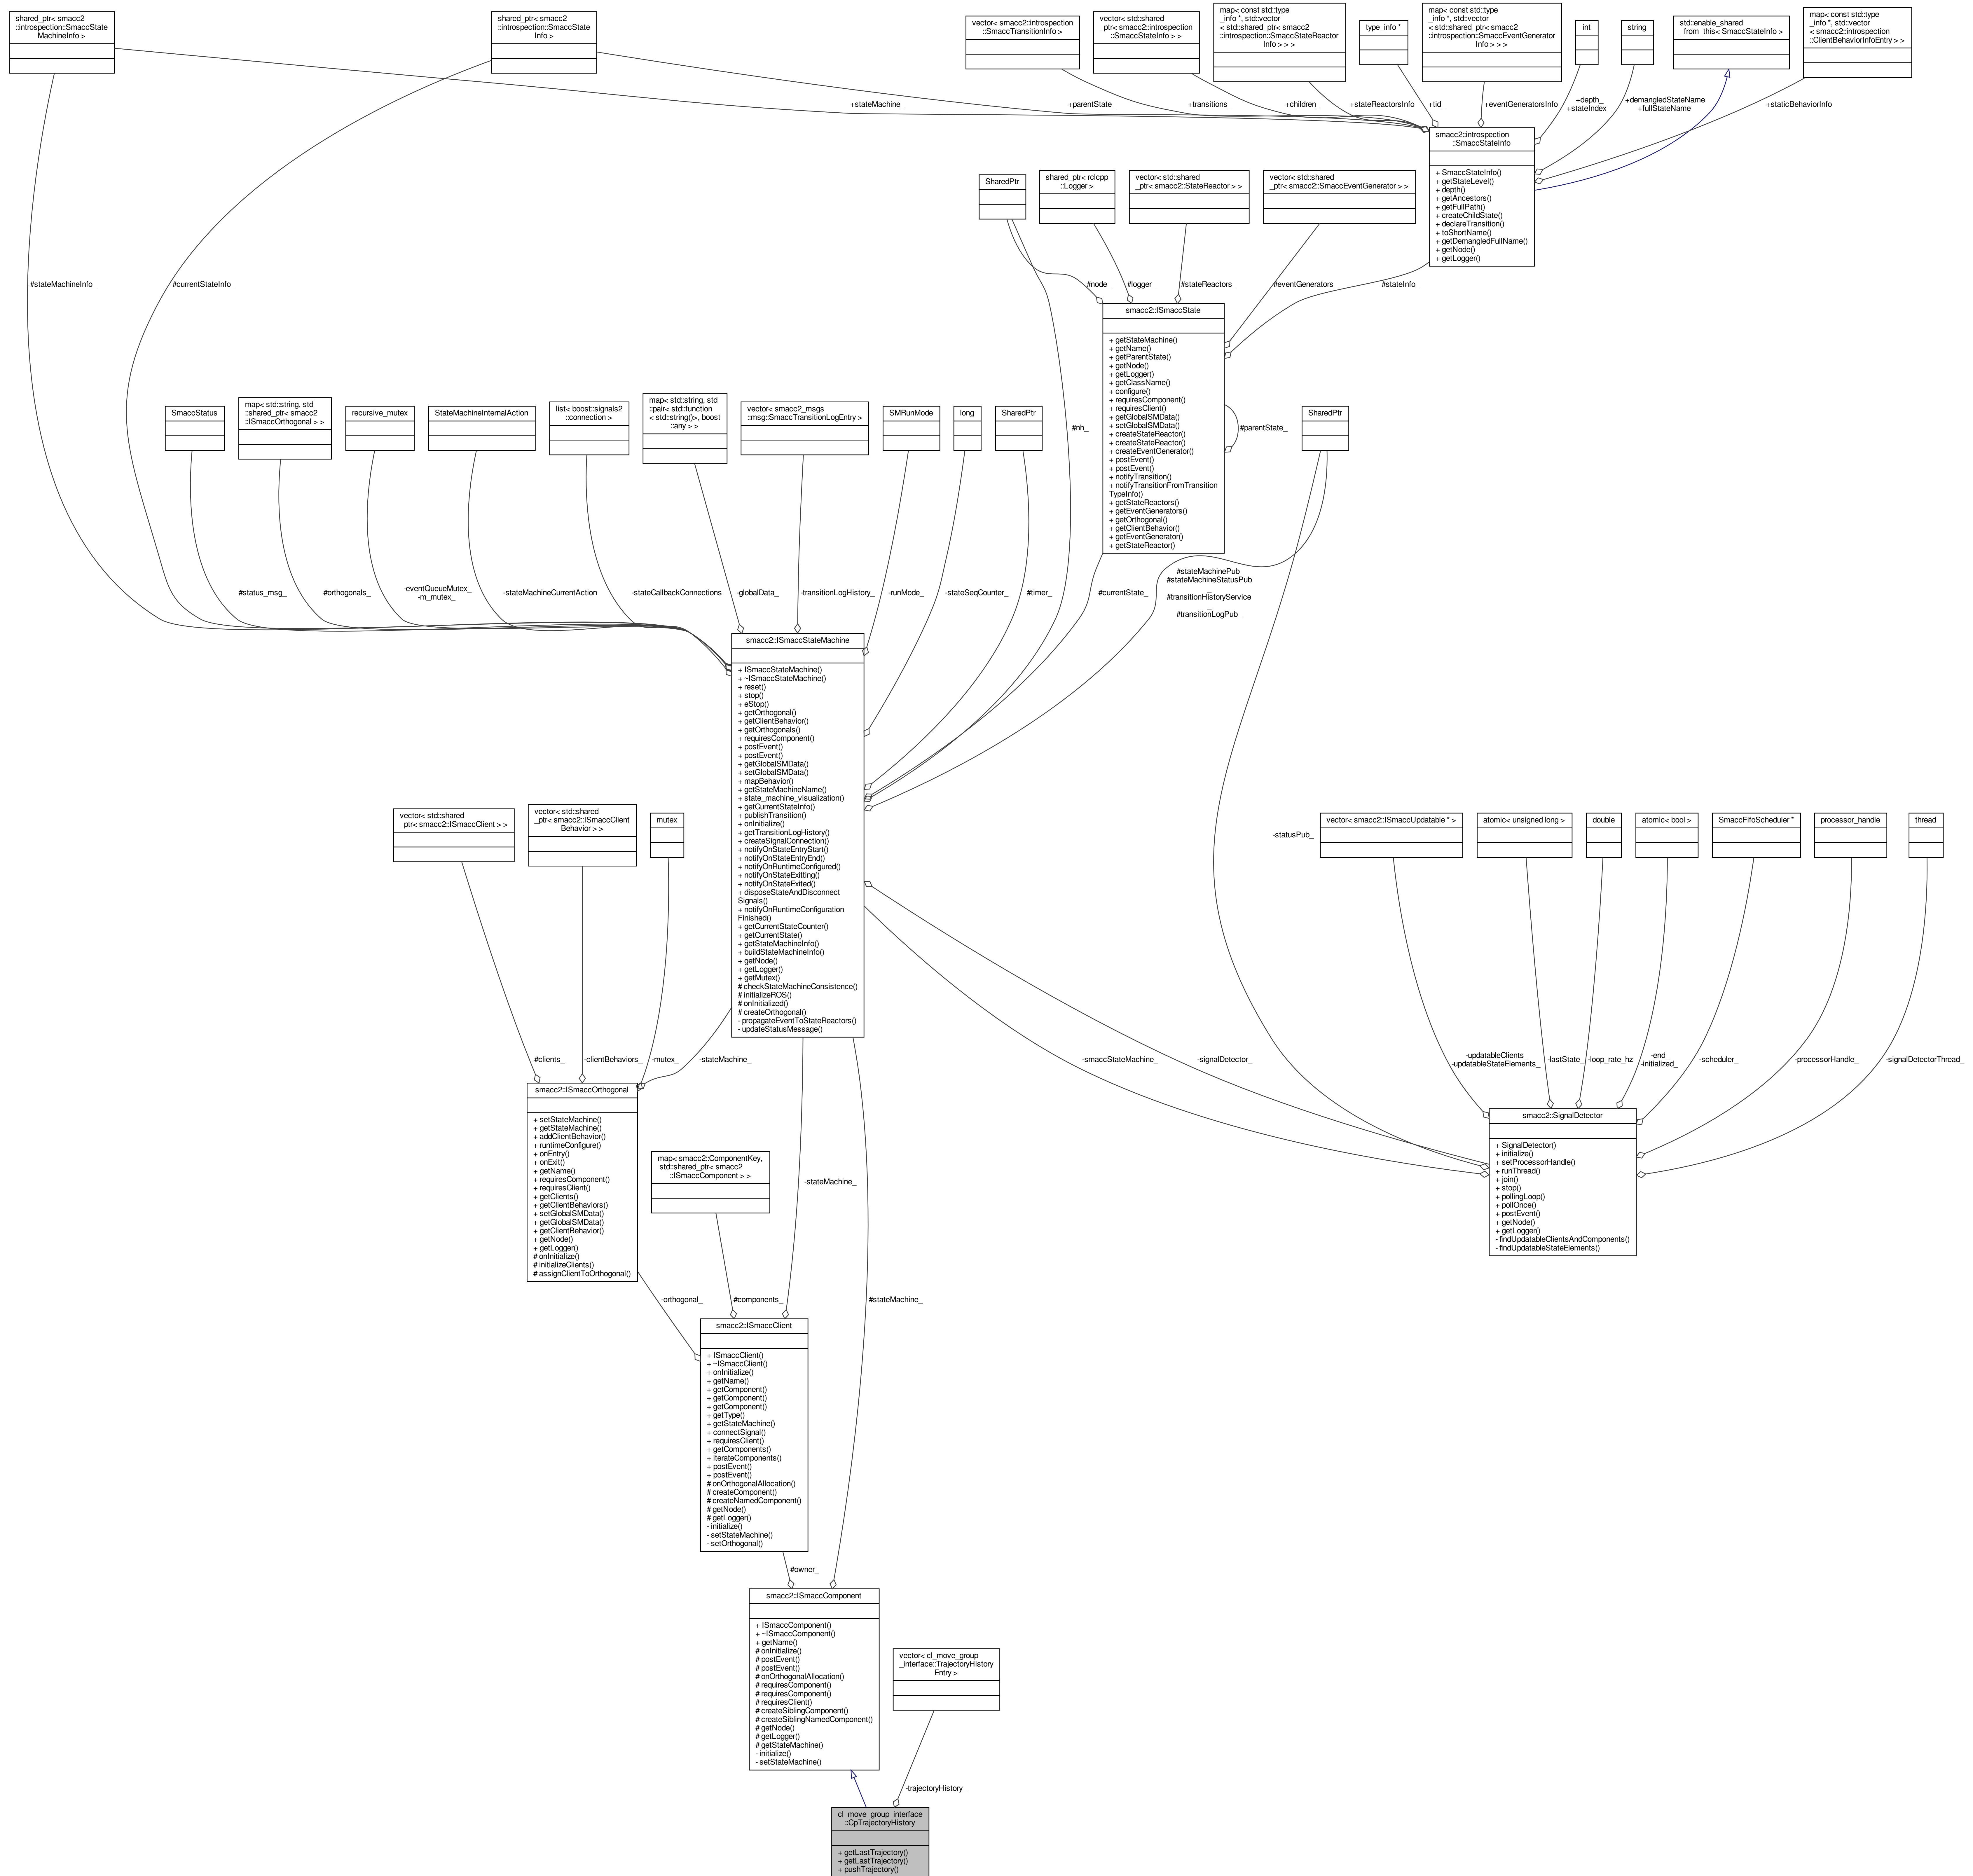 shared_ptr< smacc2
::introspection::SmaccState
MachineInfo >
shared_ptr< smacc2
::introspection::SmaccState
Info >
vector< smacc2::introspection
::SmaccTransitionInfo >
vector< std::shared
_ptr< smacc2::introspection
::SmaccStateInfo > >
map< const std::type
_info *, std::vector
< std::shared_ptr< smacc2
::introspection::SmaccStateReactor
Info > > >
type_info *
map< const std::type
_info *, std::vector
< std::shared_ptr< smacc2
::introspection::SmaccEventGenerator
Info > > >
int
string
std::enable_shared
_from_this< SmaccStateInfo >
map< const std::type
_info *, std::vector
< smacc2::introspection
::ClientBehaviorInfoEntry > >
+stateMachine_
+parentState_
+transitions_
+children_
+stateReactorsInfo
+tid_
+eventGeneratorsInfo
+depth_
+stateIndex_
+demangledStateName
+fullStateName
+staticBehaviorInfo
smacc2::introspection
::SmaccStateInfo
+ SmaccStateInfo()
+ getStateLevel()
+ depth()
+ getAncestors()
+ getFullPath()
+ createChildState()
+ declareTransition()
+ toShortName()
+ getDemangledFullName()
+ getNode()
+ getLogger()
SharedPtr
shared_ptr< rclcpp
::Logger >
vector< std::shared
_ptr< smacc2::StateReactor > >
vector< std::shared
_ptr< smacc2::SmaccEventGenerator > >
#stateMachineInfo_
#currentStateInfo_
#node_
#logger_
#stateReactors_
#eventGenerators_
#stateInfo_
smacc2::ISmaccState
+ getStateMachine()
+ getName()
+ getParentState()
+ getNode()
+ getLogger()
+ getClassName()
+ configure()
+ requiresComponent()
+ requiresClient()
+ getGlobalSMData()
+ setGlobalSMData()
+ createStateReactor()
+ createStateReactor()
+ createEventGenerator()
+ postEvent()
+ postEvent()
+ notifyTransition()
+ notifyTransitionFromTransition
TypeInfo()
+ getStateReactors()
+ getEventGenerators()
+ getOrthogonal()
+ getClientBehavior()
+ getEventGenerator()
+ getStateReactor()
#parentState_
#nh_
SmaccStatus
map< std::string, std
::shared_ptr< smacc2
::ISmaccOrthogonal > >
recursive_mutex
StateMachineInternalAction
list< boost::signals2
::connection >
map< std::string, std
::pair< std::function
< std::string()>, boost
::any > >
vector< smacc2_msgs
::msg::SmaccTransitionLogEntry >
SMRunMode
long
SharedPtr
SharedPtr
#status_msg_
#orthogonals_
-eventQueueMutex_
-m_mutex_
-stateMachineCurrentAction
-stateCallbackConnections
-globalData_
-transitionLogHistory_
-runMode_
-stateSeqCounter_
#timer_
#currentState_
#stateMachinePub_
#stateMachineStatusPub
_
#transitionHistoryService
_
#transitionLogPub_
smacc2::ISmaccStateMachine
+ ISmaccStateMachine()
+ ~ISmaccStateMachine()
+ reset()
+ stop()
+ eStop()
+ getOrthogonal()
+ getClientBehavior()
+ getOrthogonals()
+ requiresComponent()
+ postEvent()
+ postEvent()
+ getGlobalSMData()
+ setGlobalSMData()
+ mapBehavior()
+ getStateMachineName()
+ state_machine_visualization()
+ getCurrentStateInfo()
+ publishTransition()
+ onInitialize()
+ getTransitionLogHistory()
+ createSignalConnection()
+ notifyOnStateEntryStart()
+ notifyOnStateEntryEnd()
+ notifyOnRuntimeConfigured()
+ notifyOnStateExitting()
+ notifyOnStateExited()
+ disposeStateAndDisconnect
Signals()
+ notifyOnRuntimeConfiguration
Finished()
+ getCurrentStateCounter()
+ getCurrentState()
+ getStateMachineInfo()
+ buildStateMachineInfo()
+ getNode()
+ getLogger()
+ getMutex()
# checkStateMachineConsistence()
# initializeROS()
# onInitialized()
# createOrthogonal()
- propagateEventToStateReactors()
- updateStatusMessage()
vector< std::shared
_ptr< smacc2::ISmaccClient > >
vector< std::shared
_ptr< smacc2::ISmaccClient
Behavior > >
mutex
-statusPub_
vector< smacc2::ISmaccUpdatable * >
atomic< unsigned long >
double
atomic< bool >
SmaccFifoScheduler *
processor_handle
thread
#clients_
-clientBehaviors_
-mutex_
-stateMachine_
-smaccStateMachine_
-signalDetector_
-updatableClients_
-updatableStateElements_
-lastState_
-loop_rate_hz
-end_
-initialized_
-scheduler_
-processorHandle_
-signalDetectorThread_
smacc2::ISmaccOrthogonal
+ setStateMachine()
+ getStateMachine()
+ addClientBehavior()
+ runtimeConfigure()
+ onEntry()
+ onExit()
+ getName()
+ requiresComponent()
+ requiresClient()
+ getClients()
+ getClientBehaviors()
+ setGlobalSMData()
+ getGlobalSMData()
+ getClientBehavior()
+ getNode()
+ getLogger()
# onInitialize()
# initializeClients()
# assignClientToOrthogonal()
smacc2::SignalDetector
+ SignalDetector()
+ initialize()
+ setProcessorHandle()
+ runThread()
+ join()
+ stop()
+ pollingLoop()
+ pollOnce()
+ postEvent()
+ getNode()
+ getLogger()
- findUpdatableClientsAndComponents()
- findUpdatableStateElements()
map< smacc2::ComponentKey,
std::shared_ptr< smacc2
::ISmaccComponent > >
-stateMachine_
-orthogonal_
#components_
#stateMachine_
smacc2::ISmaccClient
+ ISmaccClient()
+ ~ISmaccClient()
+ onInitialize()
+ getName()
+ getComponent()
+ getComponent()
+ getComponent()
+ getType()
+ getStateMachine()
+ connectSignal()
+ requiresClient()
+ getComponents()
+ iterateComponents()
+ postEvent()
+ postEvent()
# onOrthogonalAllocation()
# createComponent()
# createNamedComponent()
# getNode()
# getLogger()
- initialize()
- setStateMachine()
- setOrthogonal()
#owner_
smacc2::ISmaccComponent
+ ISmaccComponent()
+ ~ISmaccComponent()
+ getName()
# onInitialize()
# postEvent()
# postEvent()
# onOrthogonalAllocation()
# requiresComponent()
# requiresComponent()
# requiresClient()
# createSiblingComponent()
# createSiblingNamedComponent()
# getNode()
# getLogger()
# getStateMachine()
- initialize()
- setStateMachine()
vector< cl_move_group
_interface::TrajectoryHistory
Entry >
-trajectoryHistory_
cl_move_group_interface
::CpTrajectoryHistory
+ getLastTrajectory()
+ getLastTrajectory()
+ pushTrajectory()